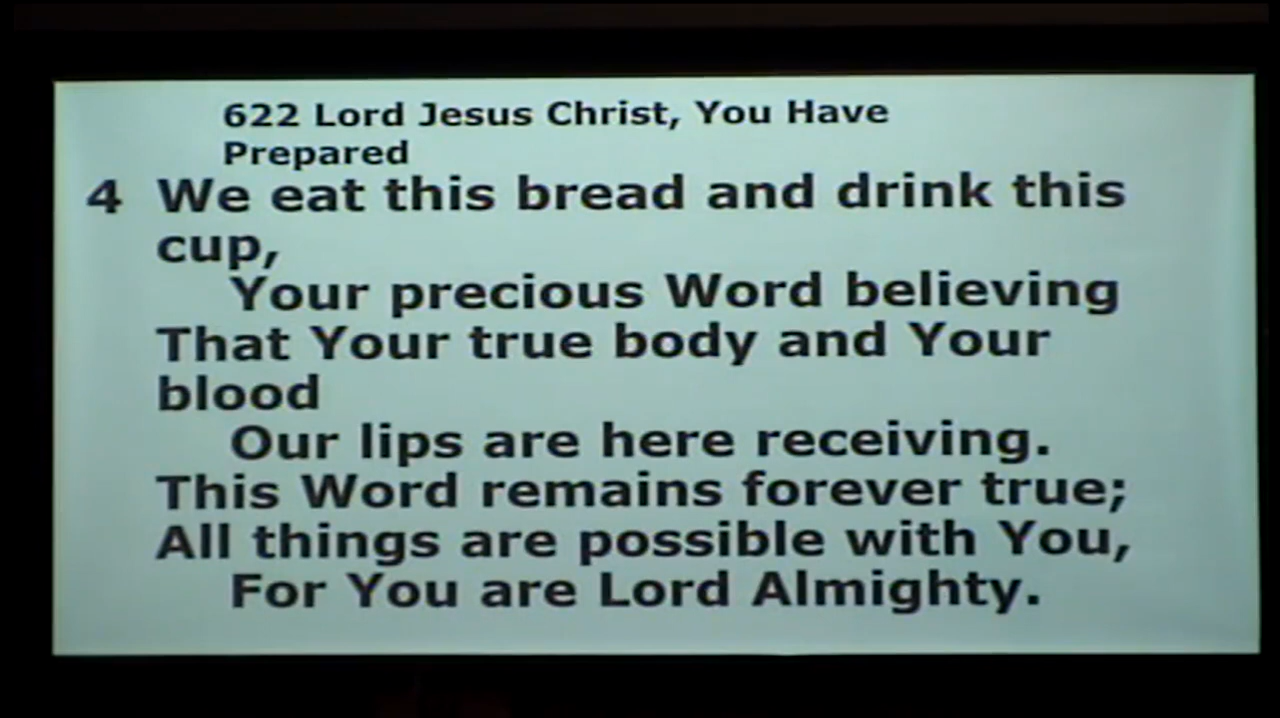 622 Lord Jesus Christ, You Have
Prepared
4 We eat this bread and drink this
cup,
Your precious Word believing
That Your true body and Your
blood
Our lips are here receiving.
This Word remains forever true;
All things are possible with You,
For You are Lord Almighty.